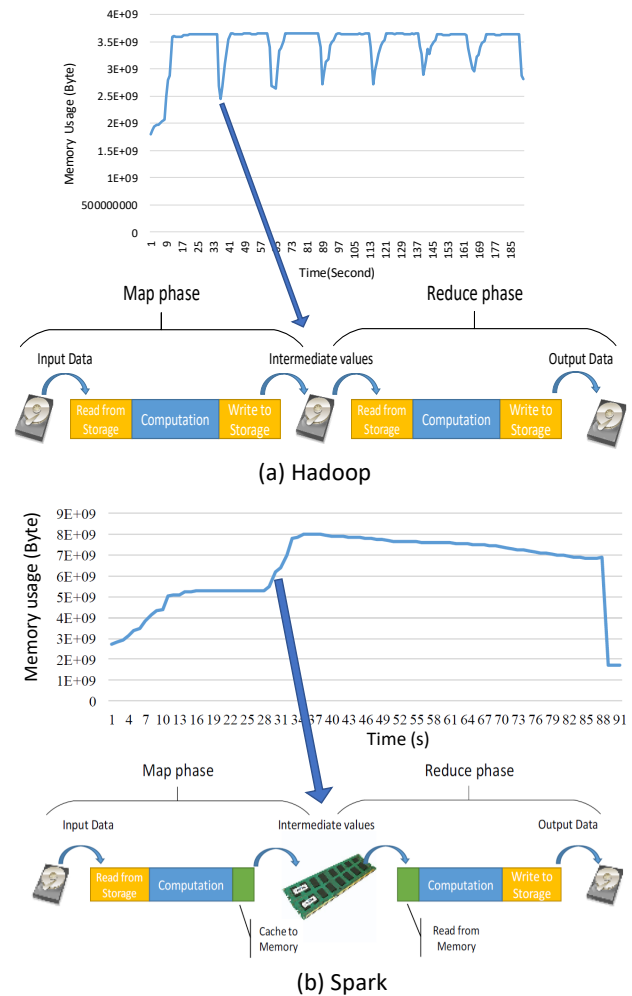 4E+09
3.5E+09
3E+09
2.5E+09
2E+09
1.5E+09
1E+09
500000000
0
Memory Usage (Byte)
1 9 17 25 33 41 49 57 65 73 81 89 97 105 113 121 129 137 145 153 161 169 177 185
Time(Second)
Map phase Reduce phase
Input Data Intermediate values Output Data
Read from Storage Computation Write to Storage Read from Storage Computation Write to Storage
(a) Hadoop
9E+09
8E+09
7E+09
6E+09
5E+09
4E+09
3E+09
2E+09
1E+09
0
Memory usage (Byte)
1 4 7 10 13 16 19 22 25 28 31 34 37 40 43 46 49 52 55 58 61 64 67 70 73 76 79 82 85 88 91
Time (s)
Map phase Reduce phase
Input Data Intermediate values Output Data
Read from Storage Computation Computation Write to Storage
Cache to Memory Read from Memory
(b) Spark